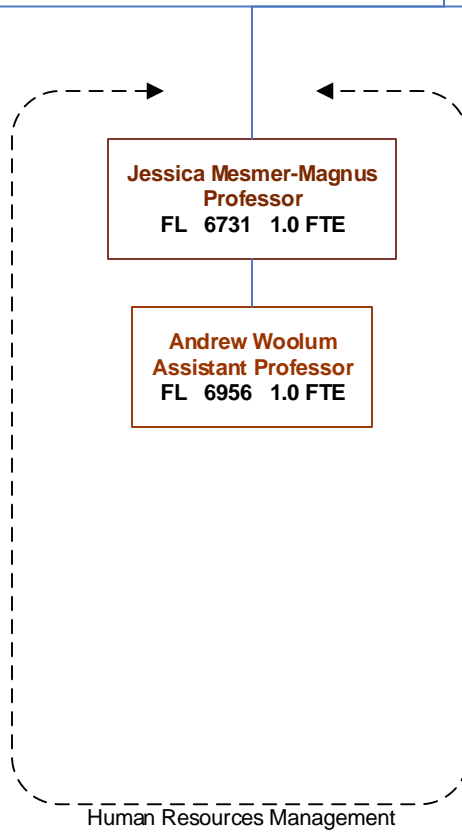 Jessica Mesmer-Magnus
Professor
FL 6731 1.0 FTE
Andrew Woolum
Assistant Professor
FL 6956 1.0 FTE
Human Resources Management